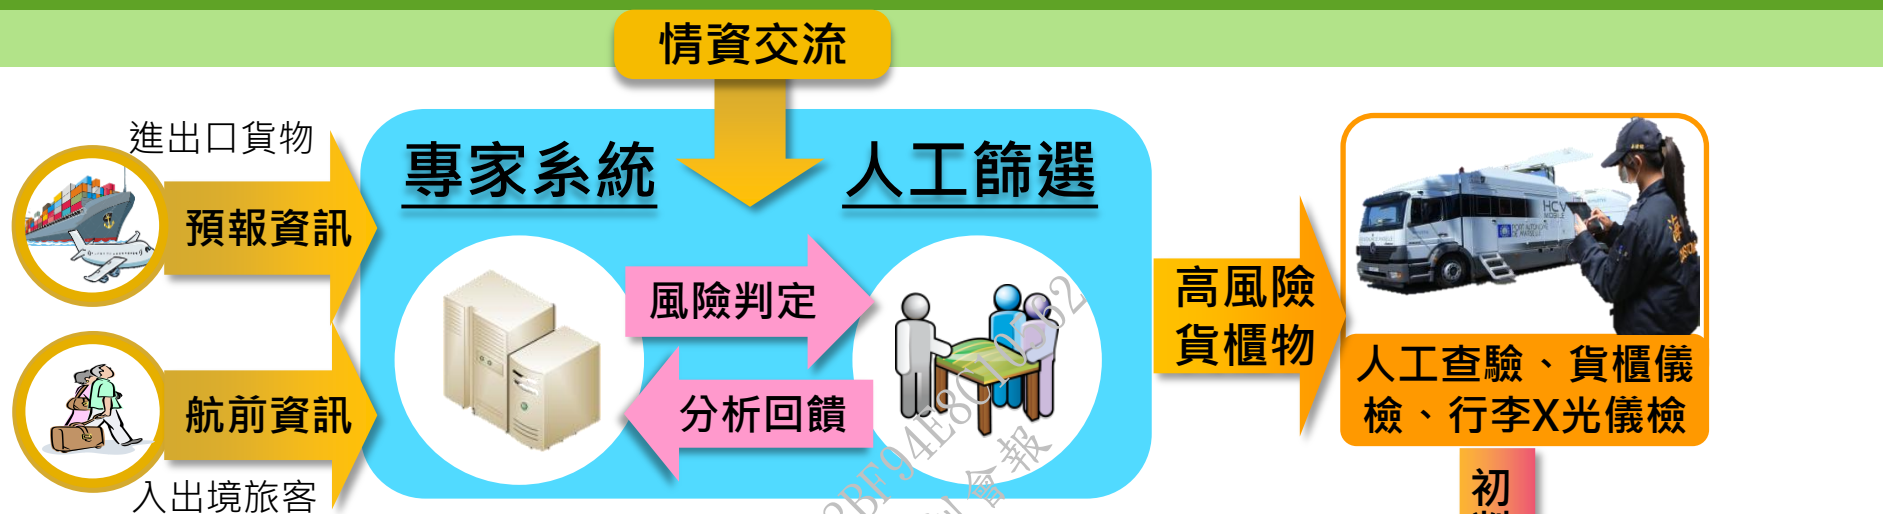 情資交流
進出口貨物
預報資訊
航前資訊
入出境旅客
專家系統
人工篩選
風險判定
分析回饋
高風險
貨櫃物
HCV
MOBILE
人工查驗、貨櫃儀
檢、行李X光儀檢
初